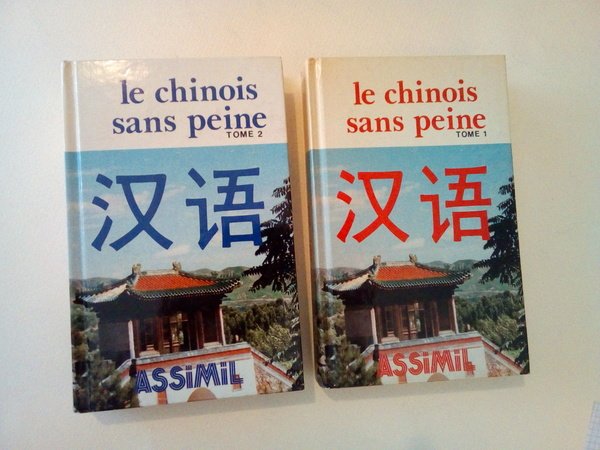 le chinois
sans peine
TOME 2
汉语
ASSiMiL
le chinois
sans peine
TOME 1
汉语
ASSiMiL